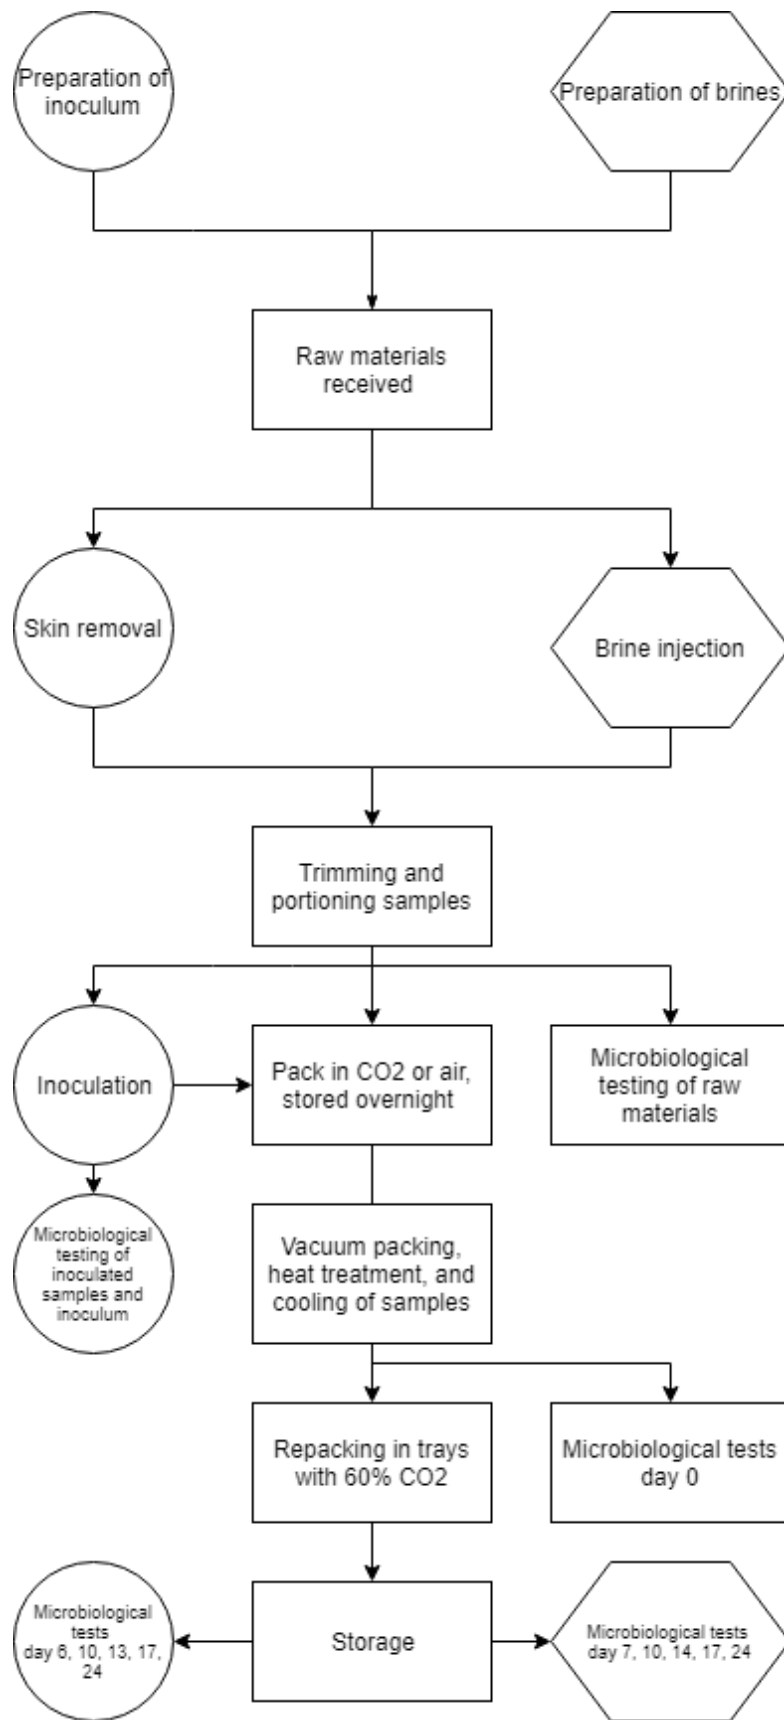 Preparation of
inoculum
Preparation of brines
Raw materials
received
Skin removal
Brine injection
Trimming and
portioning samples
Inoculation
Pack in CO2 or air,
stored overnight
Microbiological
testing of raw
materials
Microbiological
testing of
inoculated
samples and
inoculum
Vacuum packing,
heat treatment, and
cooling of samples
Repacking in trays
with 60% CO2
Microbiological tests
day 0
Microbiological
tests
day 6, 10, 13, 17,
24
Storage
Microbiological tests
day 7, 10, 14, 17, 24